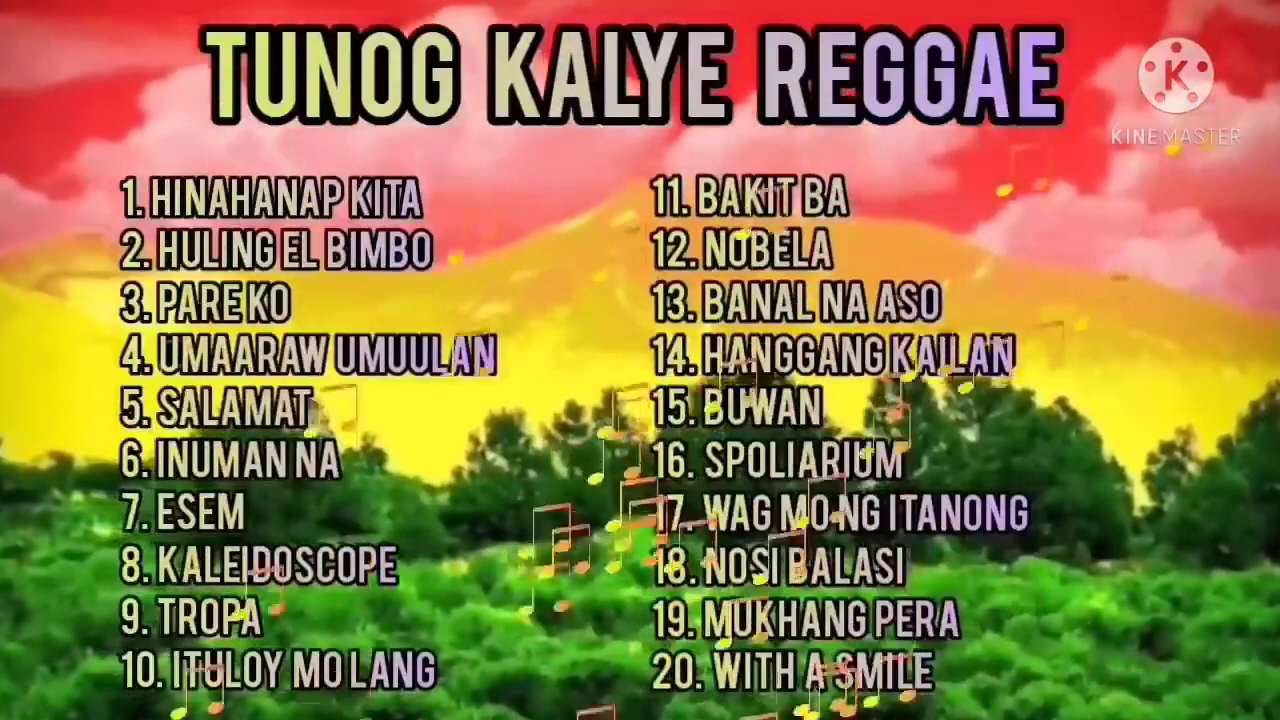 TUNOG KALYE REGGAE
K
KINEMASTER
1. HINAHANAP KITA
2. HULING EL BIMBO
3. PARE KO
4. UMAARAW UMUULAN
5. SALAMAT
6. INUMAN NA
7. ESEM
8. KALEIDOSCOPE
9. TROPA
10. ITULOY MO LANG
11. BAKIT BA
12. NOBELA
13. BANAL NA ASO
14. HANGGANG KAILAN
15. BUWAN
16. SPOLIARIUM
17. WAG MO NG ITANONG
18. NOSI BALASI
19. MUKHANG PERA
20. WITH A SMILE